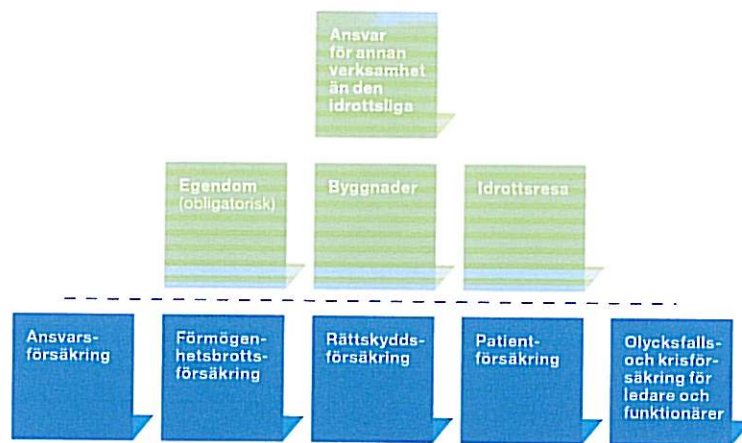 Ansvar
för annan
verksamhet
än den
idrottsliga
Egendom
(obligatorisk)
Byggnader
Idrottsresa
Ansvars-
försäkring
Förmögen-
hetsbrotts-
försäkring
Rättskydds-
försäkring
Patient-
försäkring
Olycksfalls-
och krisför-
säkring för
ledare och
funktionärer